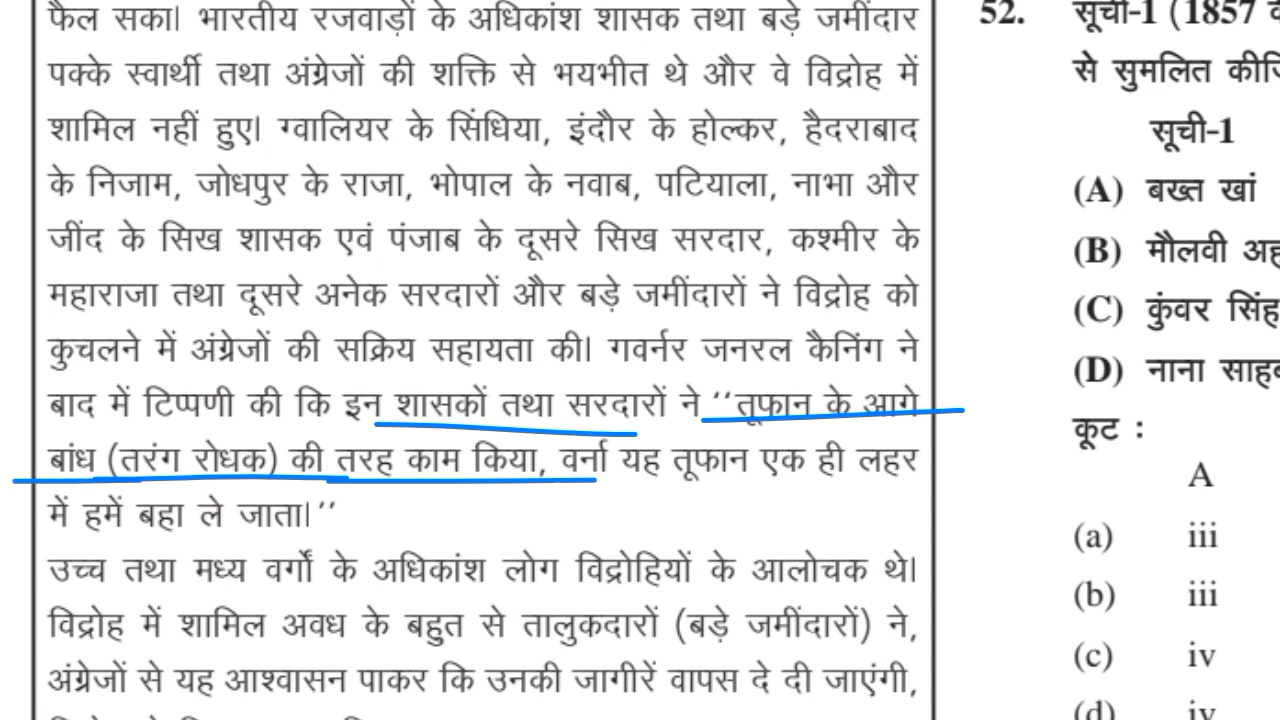 फैल सका। भारतीय रजवाड़ों के अधिकांश शासक तथा बड़े जमींदार
पक्के स्वार्थी तथा अंग्रेजों की शक्ति से भयभीत थे और वे विद्रोह में
शामिल नहीं हुए। ग्वालियर के सिंधिया, इंदौर के होल्कर, हैदराबाद
के निजाम, जोधपुर के राजा, भोपाल के नवाब, पटियाला, नाभा और
जींद के सिख शासक एवं पंजाब के दूसरे सिख सरदार, कश्मीर के
महाराजा तथा दूसरे अनेक सरदारों और बड़े जमींदारों ने विद्रोह को
कुचलने में अंग्रेजों की सक्रिय सहायता की। गवर्नर जनरल कैनिंग ने
बाद में टिप्पणी की कि इन शासकों तथा सरदारों ने ‘‘तूफान के आगे
बांध (तरंग रोधक) की तरह काम किया, वर्ना यह तूफान एक ही लहर
में हमें बहा ले जाता।’’
उच्च तथा मध्य वर्गों के अधिकांश लोग विद्रोहियों के आलोचक थे।
विद्रोह में शामिल अवध के बहुत से तालुकदारों (बड़े जमींदारों) ने,
अंग्रेजों से यह आश्वासन पाकर कि उनकी जागीरें वापस दे दी जाएंगी,
52. सूची-1 (1857
से सुमलित
सूची-1
(A) बख्त खां
(B) मौलवी
(C) कुंवर सिंह
(D) नाना
कूट :
A
(a) iii
(b) iii
(c) iv
(d) iv